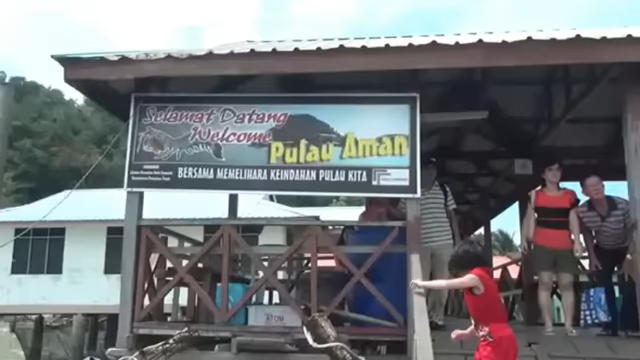 Selamat Datang
Welcome
Pulau Aman
BERSAMA MEMELIHARA KEINDAHAN PULAU KITA